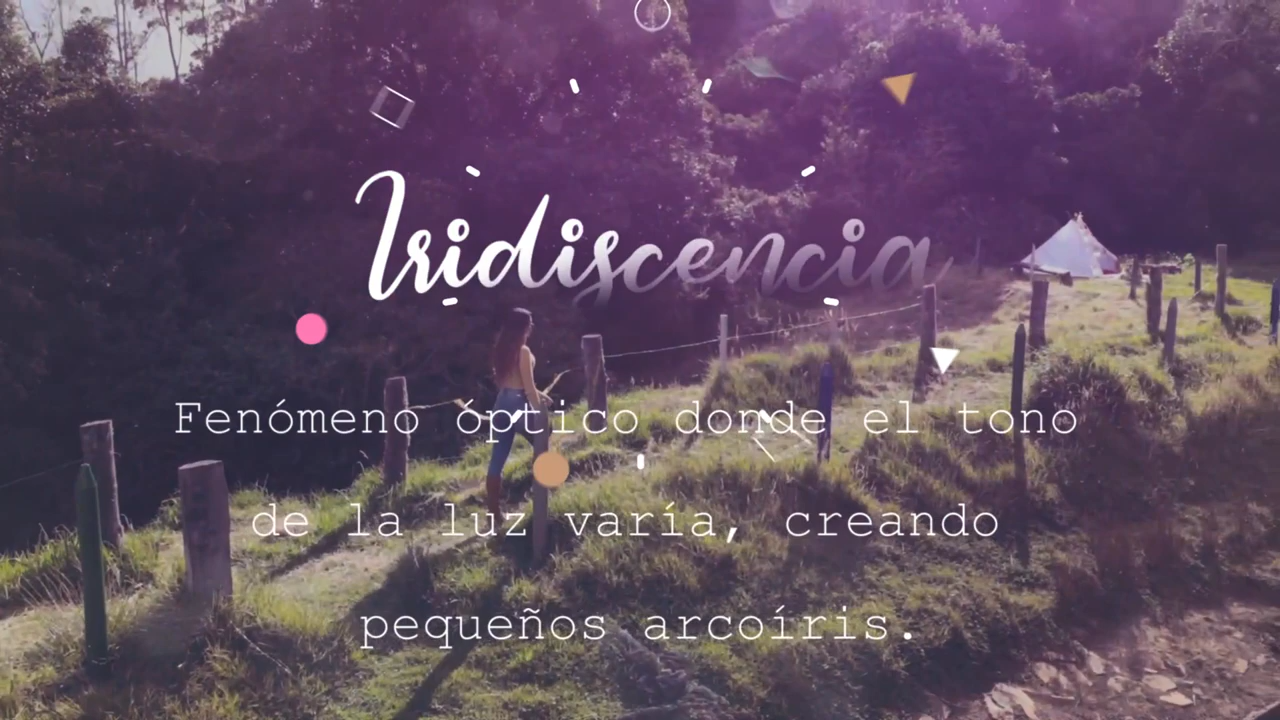 Iridiscencia
Fenómeno óptico donde el tono
de la luz varía, creando
pequeños arcoíris.